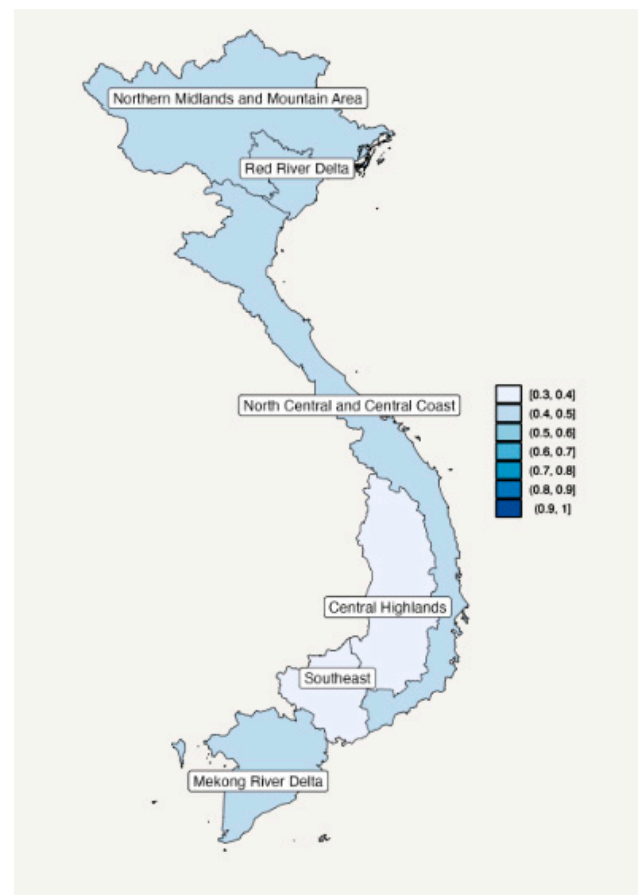 Northern Midlands and Mountain Area
Red River Delta
North Central and Central Coast
[0.3, 0.4]
(0.4, 0.5]
(0.5, 0.6]
(0.6, 0.7]
(0.7, 0.8]
(0.8, 0.9]
(0.9, 1]
Central Highlands
Southeast
Mekong River Delta